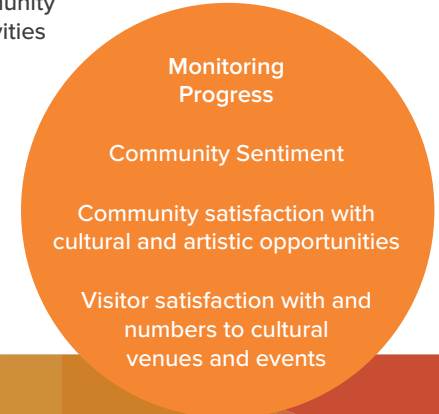 vities
Monitoring
Progress
Community Sentiment
Community satisfaction with
cultural and artistic opportunities
Visitor satisfaction with and
numbers to cultural
venues and events